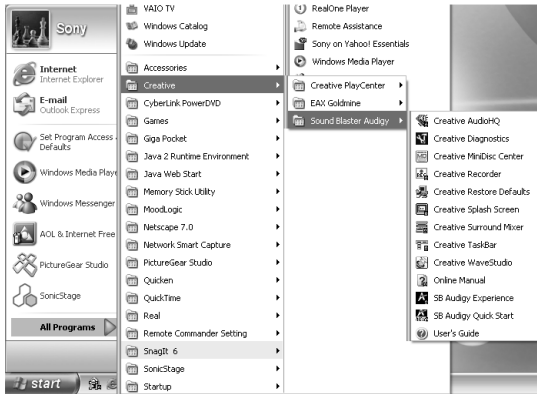 Sony
Internet
Internet Explorer
E-mail
Outlook Express
Set Program Access
Defaults
Windows Media Playe
Windows Messenger
AOL & Internet Free
PictureGear Studio
SonicStage
All Programs
start
VAIO TV
Windows Catalog
Windows Update
Accessories
Creative
CyberLink PowerDVD
Games
Giga Pocket
Java 2 Runtime Environment
Java Web Start
Memory Stick Utility
MoodLogic
Netscape 7.0
Network Smart Capture
PictureGear Studio
Quicken
QuickTime
Real
Remote Commander Setting
SnagIt 6
SonicStage
Startup
RealOne Player
Remote Assistance
Sony on Yahoo! Essentials
Windows Media Player
Creative PlayCenter
EAX Goldmine
Sound Blaster Audigy
Creative AudioHQ
Creative Diagnostics
Creative MiniDisc Center
Creative Recorder
Creative Restore Defaults
Creative Splash Screen
Creative Surround Mixer
Creative TaskBar
Creative WaveStudio
Online Manual
SB Audigy Experience
SB Audigy Quick Start
User's Guide